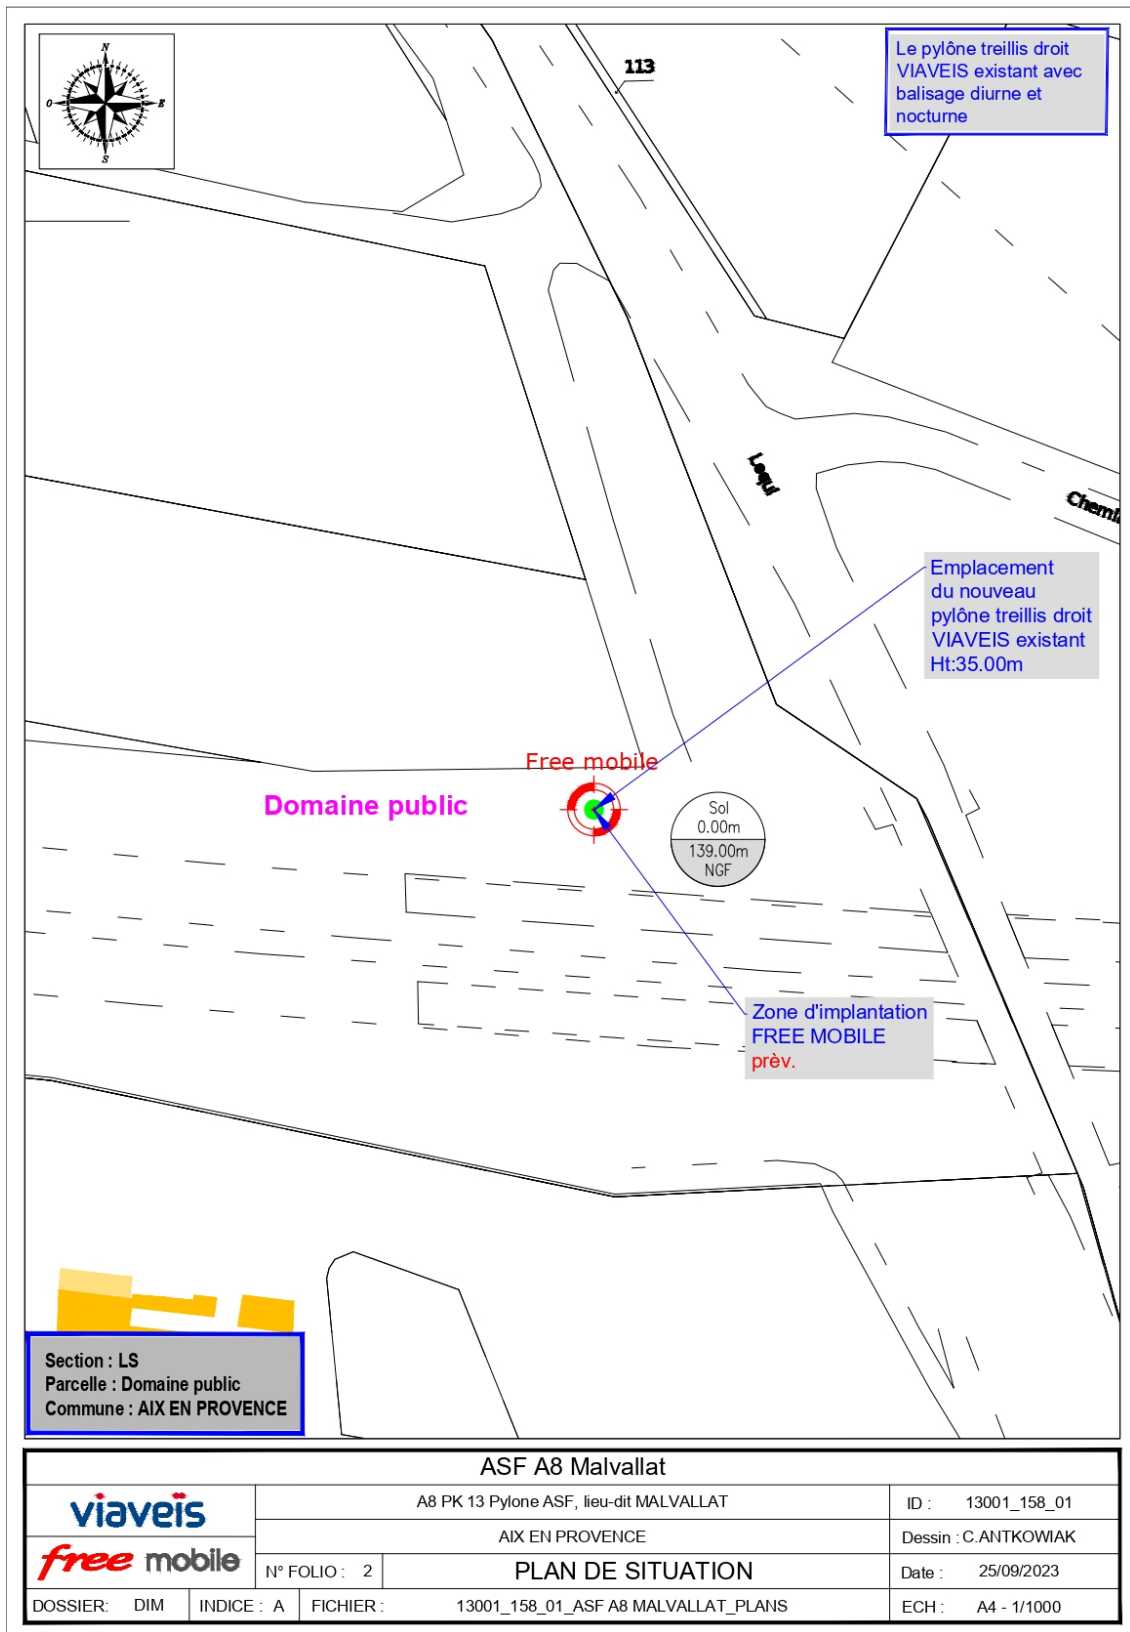 N
O
E
S
113
Le pylône treillis droit
VIAVEIS existant avec
balisage diurne et
nocturne
Loqui
Chemi
Emplacement
du nouveau
pylône treillis droit
VIAVEIS existant
Ht:35.00m
Free mobile
Domaine public
Sol
0.00m
139.00m
NGF
Zone d'implantation
FREE MOBILE
prèv.
Section : LS
Parcelle : Domaine public
Commune : AIX EN PROVENCE
ASF A8 Malvallat
viaveïs
free mobile
A8 PK 13 Pylone ASF, lieu-dit MALVALLAT
AIX EN PROVENCE
N° FOLIO : 2
PLAN DE SITUATION
ID : 13001_158_01
Dessin : C.ANTKOWIAK
Date : 25/09/2023
DOSSIER: DIM
INDICE : A
FICHIER : 13001_158_01_ASF A8 MALVALLAT_PLANS
ECH : A4 - 1/1000